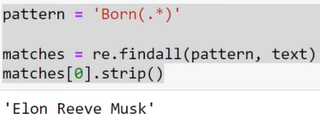 pattern = 'Born(.*)'
matches = re.findall(pattern, text)
matches[0].strip()
'Elon Reeve Musk'